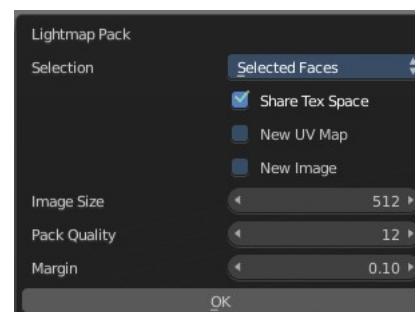 Lightmap Pack
Selection Selected Faces
Share Tex Space
New UV Map
New Image
Image Size 512
Pack Quality 12
Margin 0.10
OK